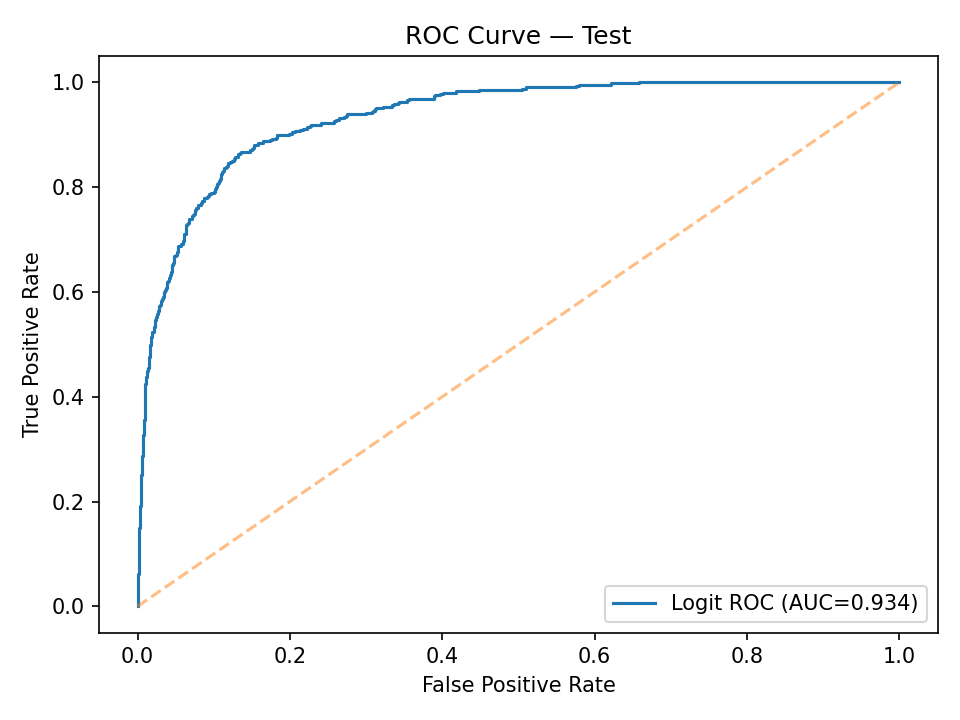 ROC Curve — Test
True Positive Rate
1.0
0.8
0.6
0.4
0.2
0.0
Logit ROC (AUC=0.934)
0.0 0.2 0.4 0.6 0.8 1.0
False Positive Rate